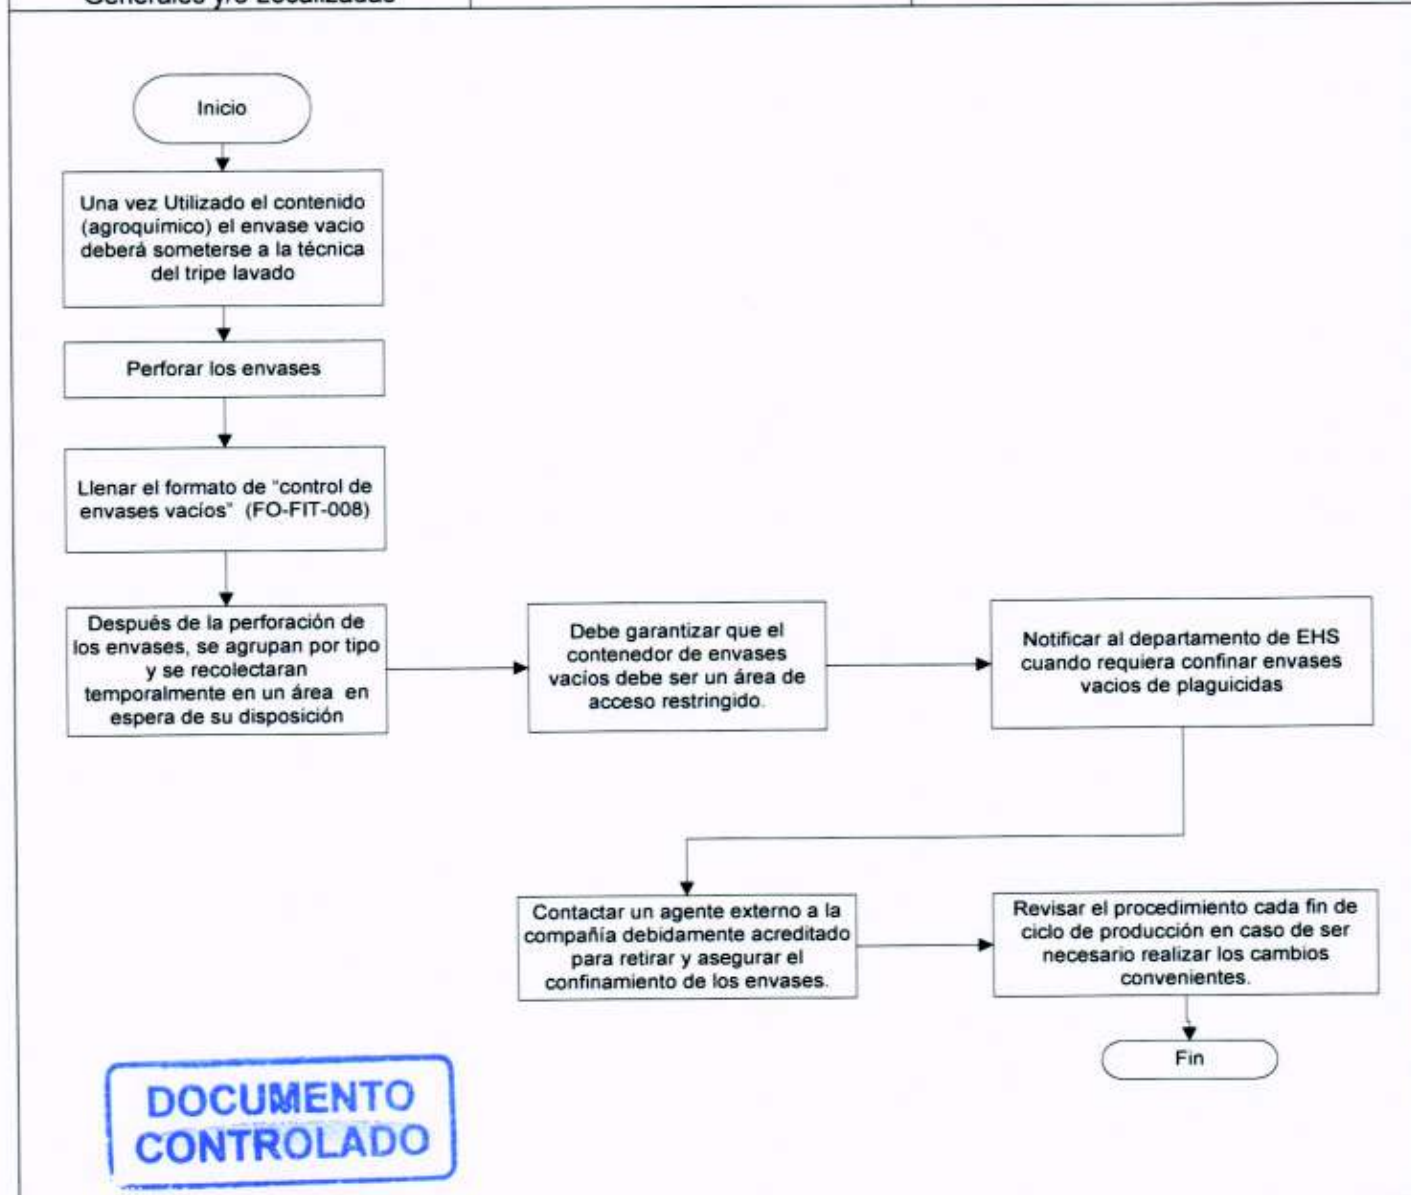 Generales y/o Localizadas
Inicio
Una vez Utilizado el contenido
(agroquímico) el envase vacio
deberá someterse a la técnica
del tripe lavado
Perforar los envases
Llenar el formato de “control de
envases vacíos” (FO-FIT-008)
Después de la perforación de
los envases, se agrupan por tipo
y se recolectaran
temporalmente en un área en
espera de su disposición
Debe garantizar que el
contenedor de envases
vacíos debe ser un área de
acceso restringido.
Notificar al departamento de EHS
cuando requiera confinar envases
vacios de plaguicidas
Contactar un agente externo a la
compañía debidamente acreditado
para retirar y asegurar el
confinamiento de los envases.
Revisar el procedimiento cada fin de
ciclo de producción en caso de ser
necesario realizar los cambios
convenientes.
Fin
DOCUMENTO
CONTROLADO